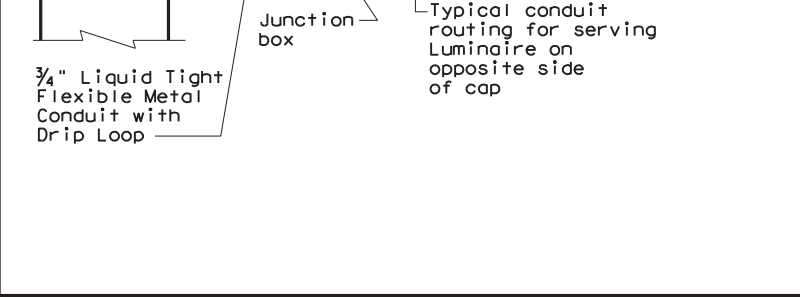 Junction
box
Typical conduit
routing for serving
Luminaire on
opposite side
of cap
¾" Liquid Tight
Flexible Metal
Conduit with
Drip Loop